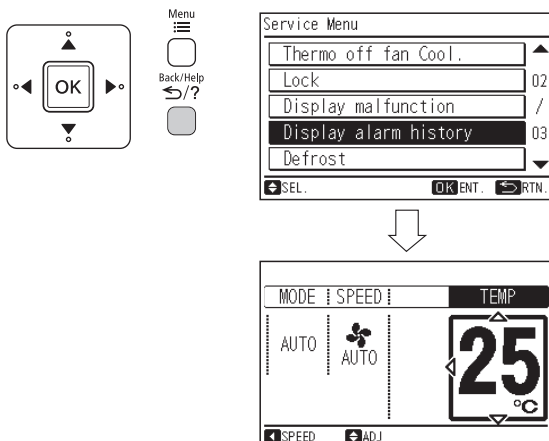 Menu
Back/Help
/?
OK
Service Menu
Thermo off fan Cool.
Lock
02
Display malfunction
/
Display alarm history
03
Defrost
SEL. OK ENT. RTN.
MODE SPEED TEMP
AUTO
AUTO
25
°C
SPEED ADJ